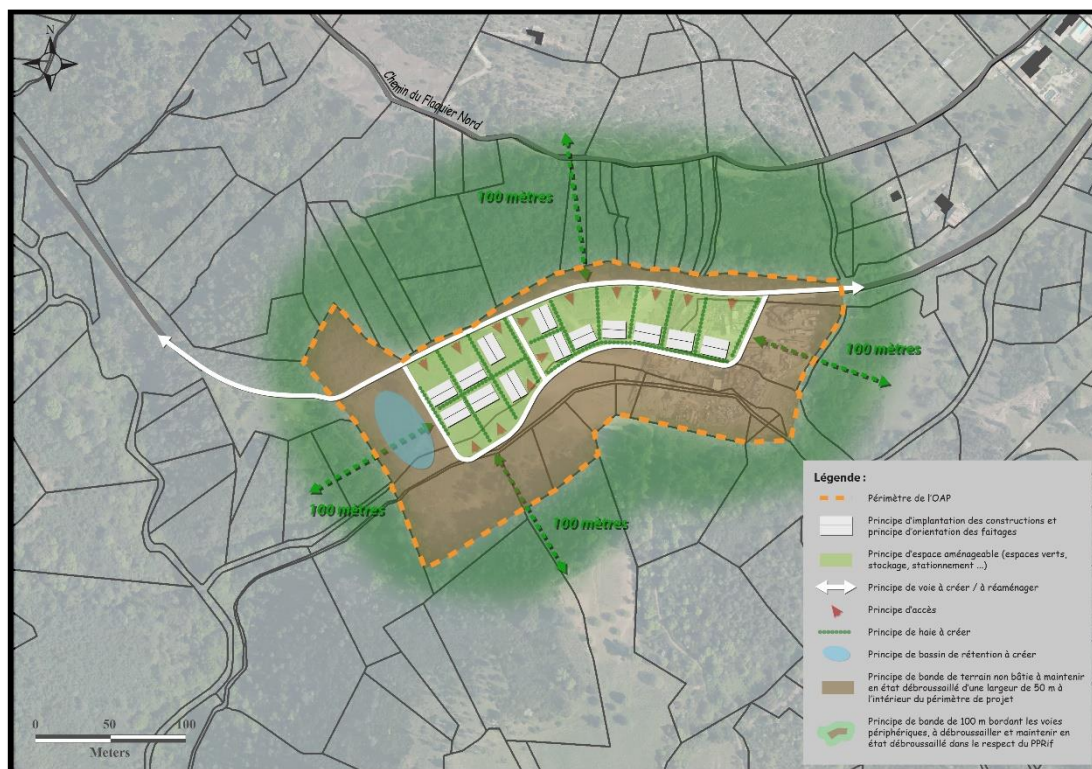 Chemin du Flaquier Nord
100 mètres
100 mètres
100 mètres
100 mètres
Légende :
Périmètre de l'OAP
Principe d'implantation des constructions et
principe d'orientation des faitages
Principe d'espace aménageable (espaces verts,
stockage, stationnement ...)
Principe de voie à créer / à réaménager
Principe d'accès
Principe de haie à créer
Principe de bassin de rétention à créer
Principe de bande de terrain non bâtie à maintenir
en état débroussaillé d'une largeur de 50 m à
l'intérieur du périmètre de projet
Principe de bande de 100 m bordant les voies
périphériques, à débroussailler et maintenir en
état débroussaillé dans le respect du PPRif
0 50 100
Meters